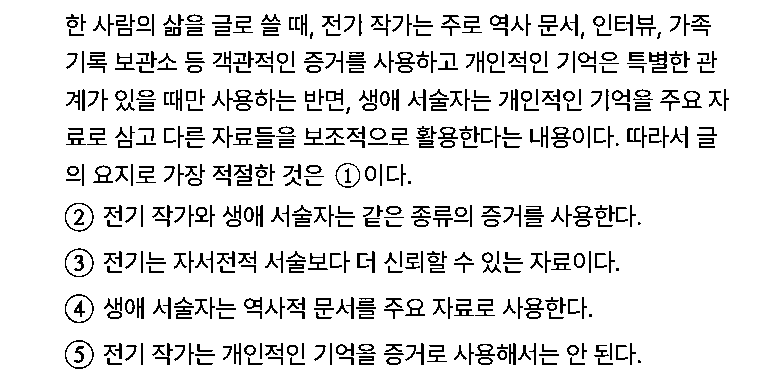 한 사람의 삶을 글로 쓸 때, 전기 작가는 주로 역사 문서, 인터뷰, 가족
기록 보관소 등 객관적인 증거를 사용하고 개인적인 기억은 특별한 관
계가 있을 때만 사용하는 반면, 생애 서술자는 개인적인 기억을 주요 자
료로 삼고 다른 자료들을 보조적으로 활용한다는 내용이다. 따라서 글
의 요지로 가장 적절한 것은 ①이다.
② 전기 작가와 생애 서술자는 같은 종류의 증거를 사용한다.
③ 전기는 자서전적 서술보다 더 신뢰할 수 있는 자료이다.
④ 생애 서술자는 역사적 문서를 주요 자료로 사용한다.
⑤ 전기 작가는 개인적인 기억을 증거로 사용해서는 안 된다.